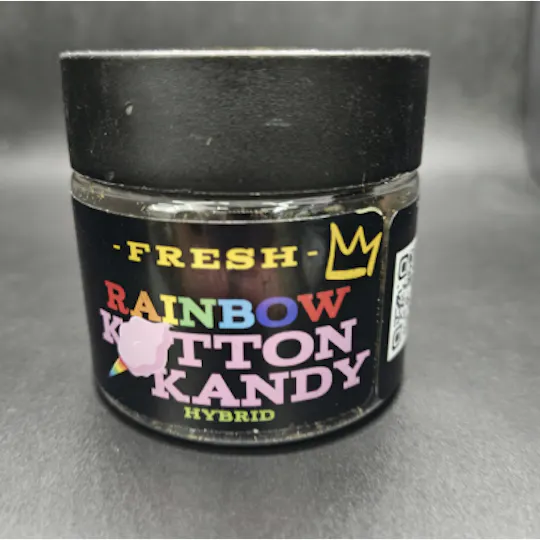 -FRESH-
RAINBOW
KOTTON
KANDY
HYBRID